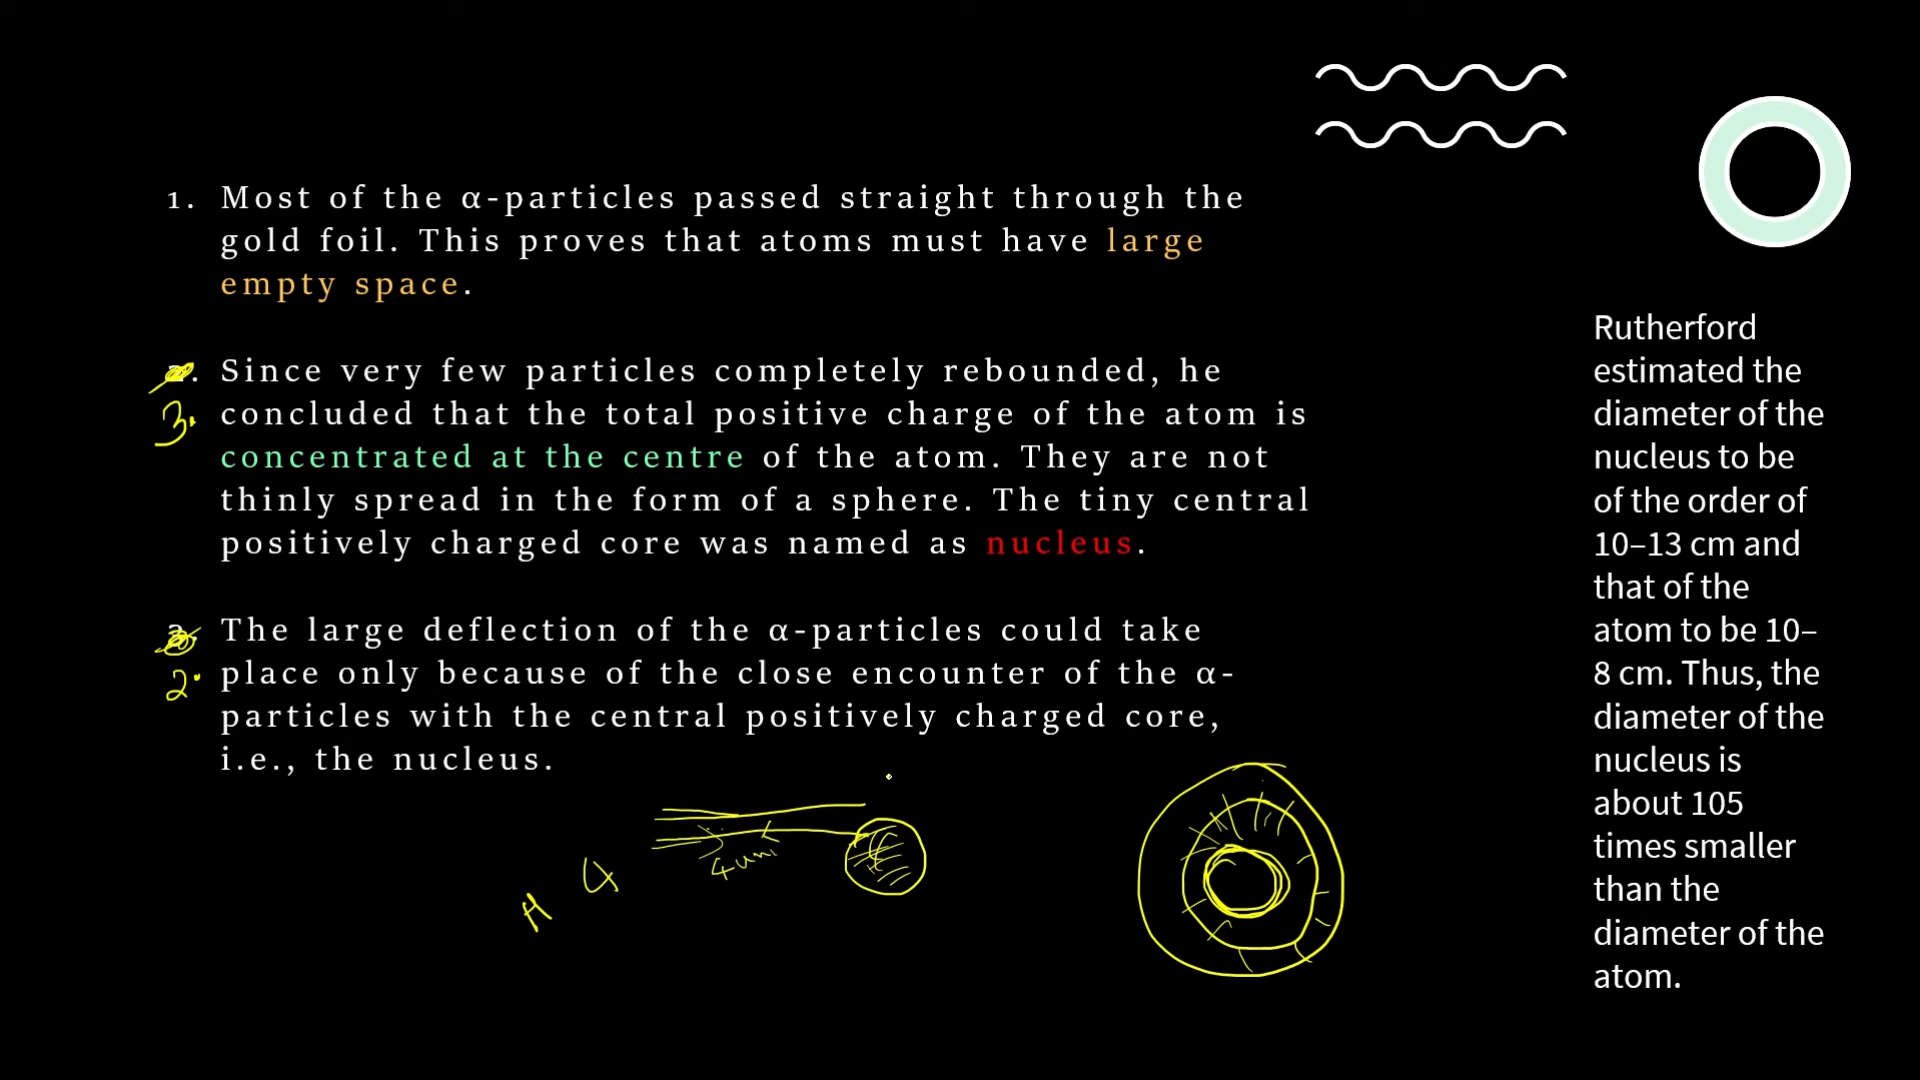 1. Most of the α-particles passed straight through the
gold foil. This proves that atoms must have large
empty space.
Since very few particles completely rebounded, he
3. concluded that the total positive charge of the atom is
concentrated at the centre of the atom. They are not
thinly spread in the form of a sphere. The tiny central
positively charged core was named as nucleus.
The large deflection of the α-particles could take
2. place only because of the close encounter of the α-
particles with the central positively charged core,
i.e., the nucleus.
Rutherford
estimated the
diameter of the
nucleus to be
of the order of
10–13 cm and
that of the
atom to be 10–
8 cm. Thus, the
diameter of the
nucleus is
about 105
times smaller
than the
diameter of the
atom.